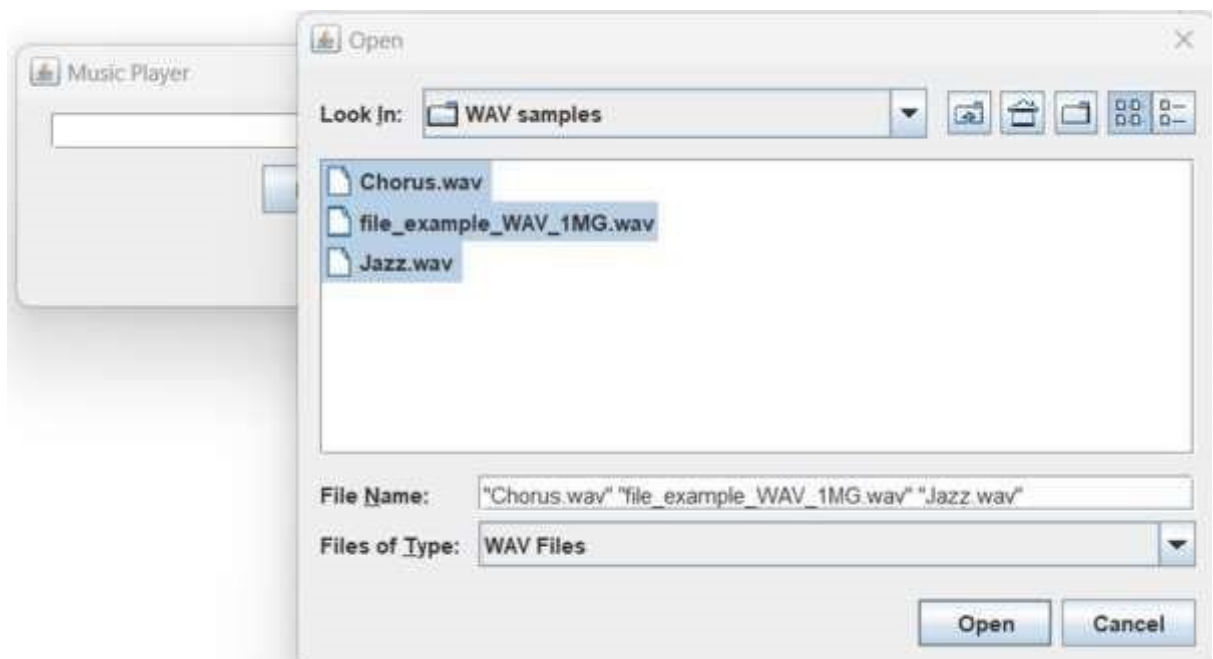 Music Player
Open
Look In:
WAV samples
Chorus.wav
file_example_WAV_1MG.wav
Jazz.wav
File Name:
"Chorus.wav" "file_example_WAV_1MG.wav" "Jazz.wav"
Files of Type:
WAV Files
Open
Cancel